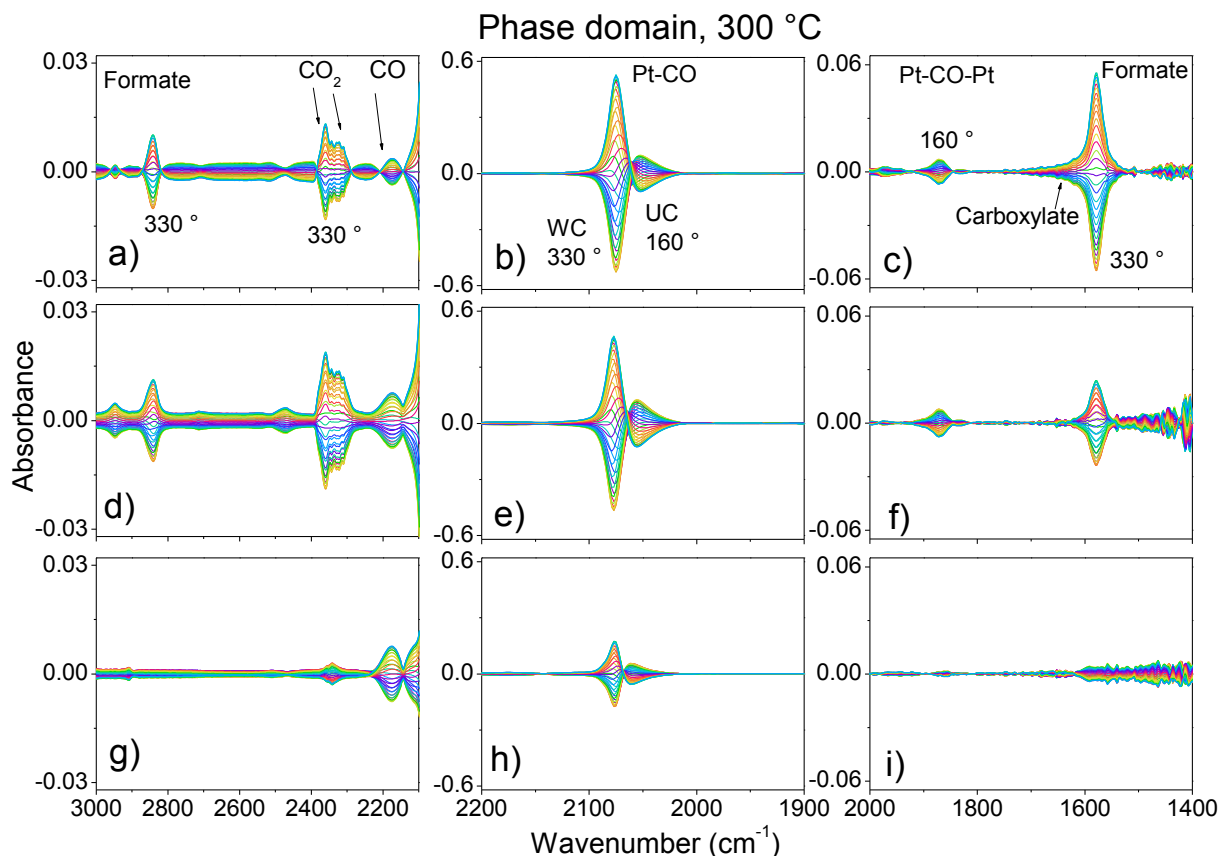 Phase domain, 300 °C
0.03
0.00
-0.03
Formate
CO2
CO
330 °
330 °
a)
0.6
0.0
-0.6
Pt-CO
WC
330 °
UC
160 °
b)
0.06
0.00
-0.06
Pt-CO-Pt
Formate
160 °
Carboxylate
330 °
c)
Absorbance
0.03
0.00
-0.03
d)
0.6
0.0
-0.6
e)
0.06
0.00
-0.06
f)
0.03
0.00
-0.03
g)
3000 2800 2600 2400 2200
0.6
0.0
-0.6
h)
2200 2100 2000 1900
0.06
0.00
-0.06
i)
2000 1800 1600 1400
Wavenumber (cm-1)